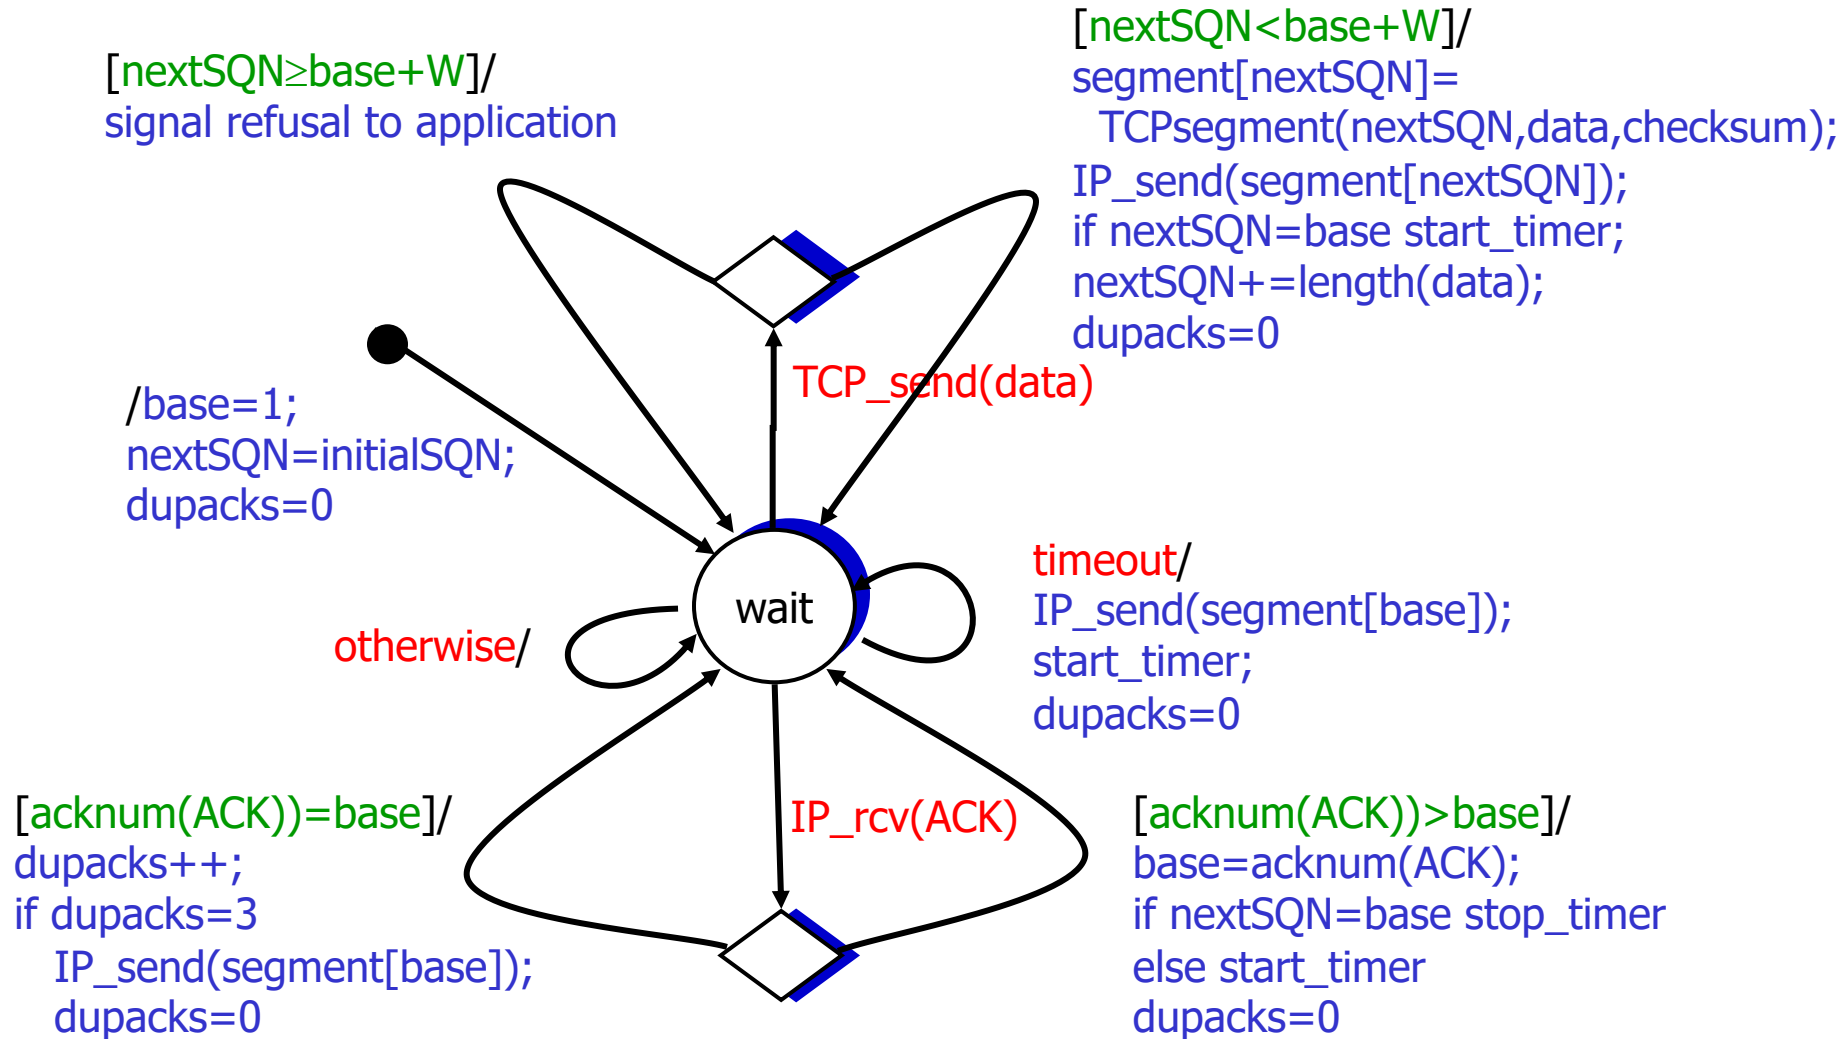 [nextSQN≥base+W]/
signal refusal to application
[nextSQN<base+W]/
segment[nextSQN]=
TCPsegment(nextSQN,data,checksum);
IP_send(segment[nextSQN]);
if nextSQN=base start_timer;
nextSQN+=length(data);
dupacks=0
TCP_send(data)
/base=1;
nextSQN=initialSQN;
dupacks=0
wait
otherwise/
timeout/
IP_send(segment[base]);
start_timer;
dupacks=0
[acknum(ACK))=base]/
dupacks++;
if dupacks=3
IP_send(segment[base]);
dupacks=0
IP_rcv(ACK)
[acknum(ACK))>base]/
base=acknum(ACK);
if nextSQN=base stop_timer
else start_timer
dupacks=0